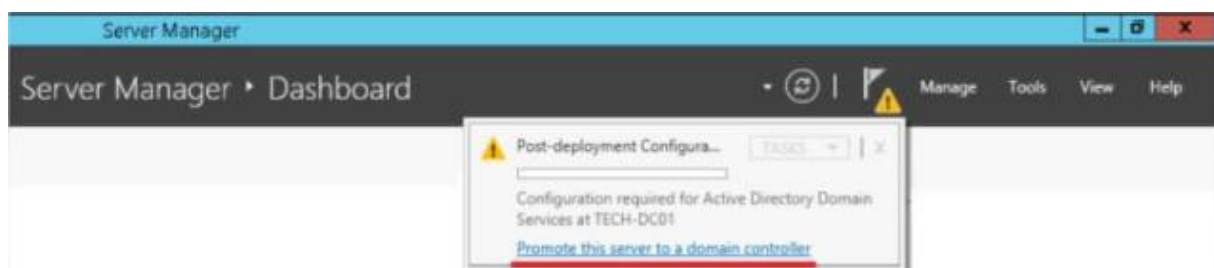 Server Manager
Server Manager ‣ Dashboard
Manage Tools View Help
Post-deployment Configura...
TASKS
Configuration required for Active Directory Domain
Services at TECH-DC01
Promote this server to a domain controller